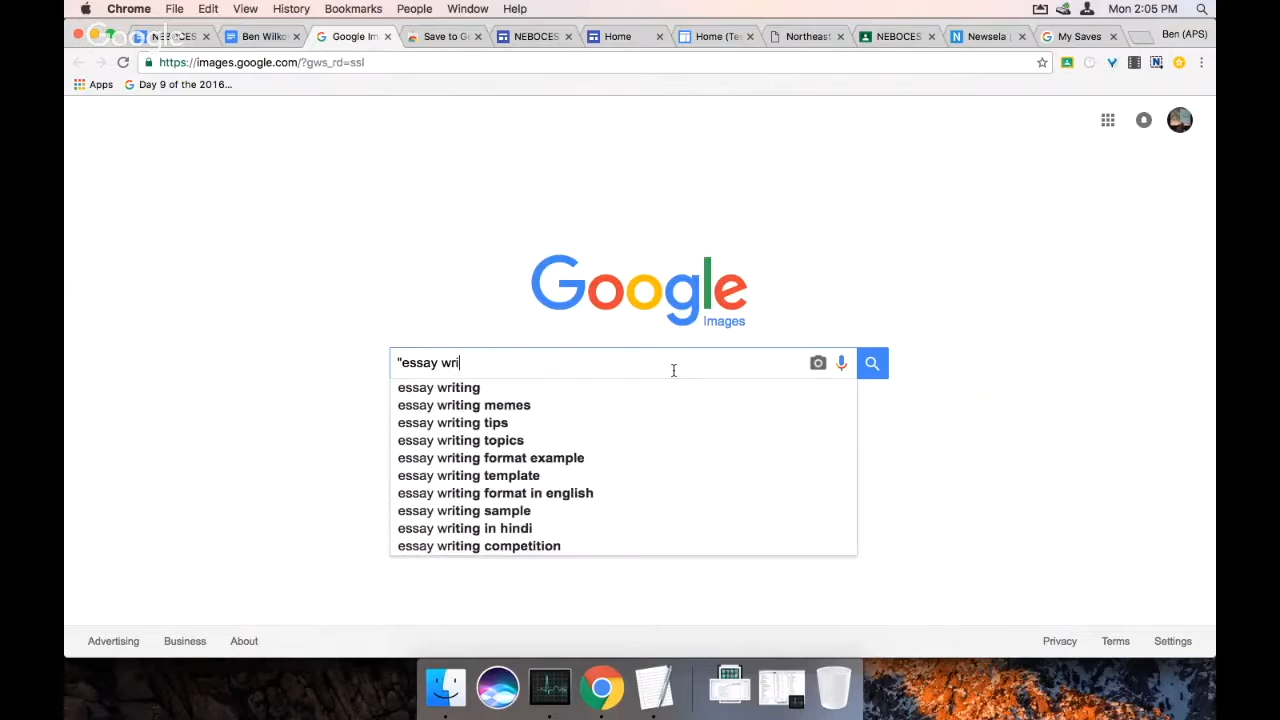 Chrome File Edit View History Bookmarks People Window Help Mon 2:05 PM
Google
NEBOCES Ben Wilko Google Im Save to G NEBOCES Home Home (Tes Northeast NEBOCES Newsela My Saves Ben (APS)
https://images.google.com/?gws_rd=ssl
Apps Day 9 of the 2016...
Google
Images
"essay wri
essay writing
essay writing memes
essay writing tips
essay writing topics
essay writing format example
essay writing template
essay writing format in english
essay writing sample
essay writing in hindi
essay writing competition
Advertising Business About Privacy Terms Settings